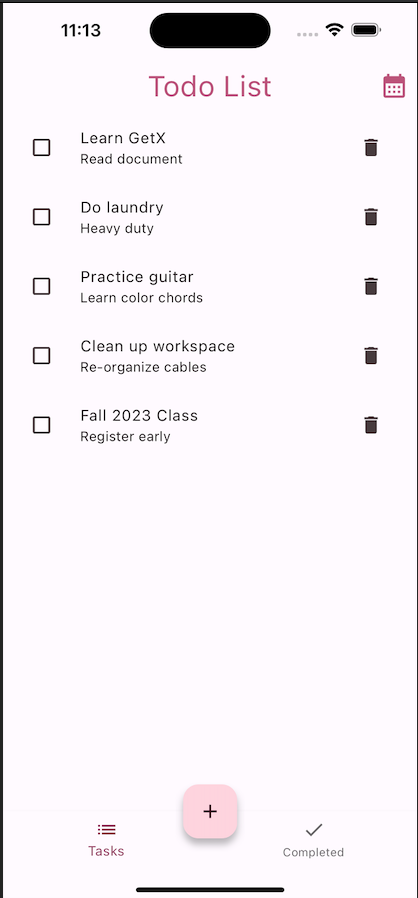 11:13
Todo List
Learn GetX
Read document
Do laundry
Heavy duty
Practice guitar
Learn color chords
Clean up workspace
Re-organize cables
Fall 2023 Class
Register early
+
Tasks
Completed